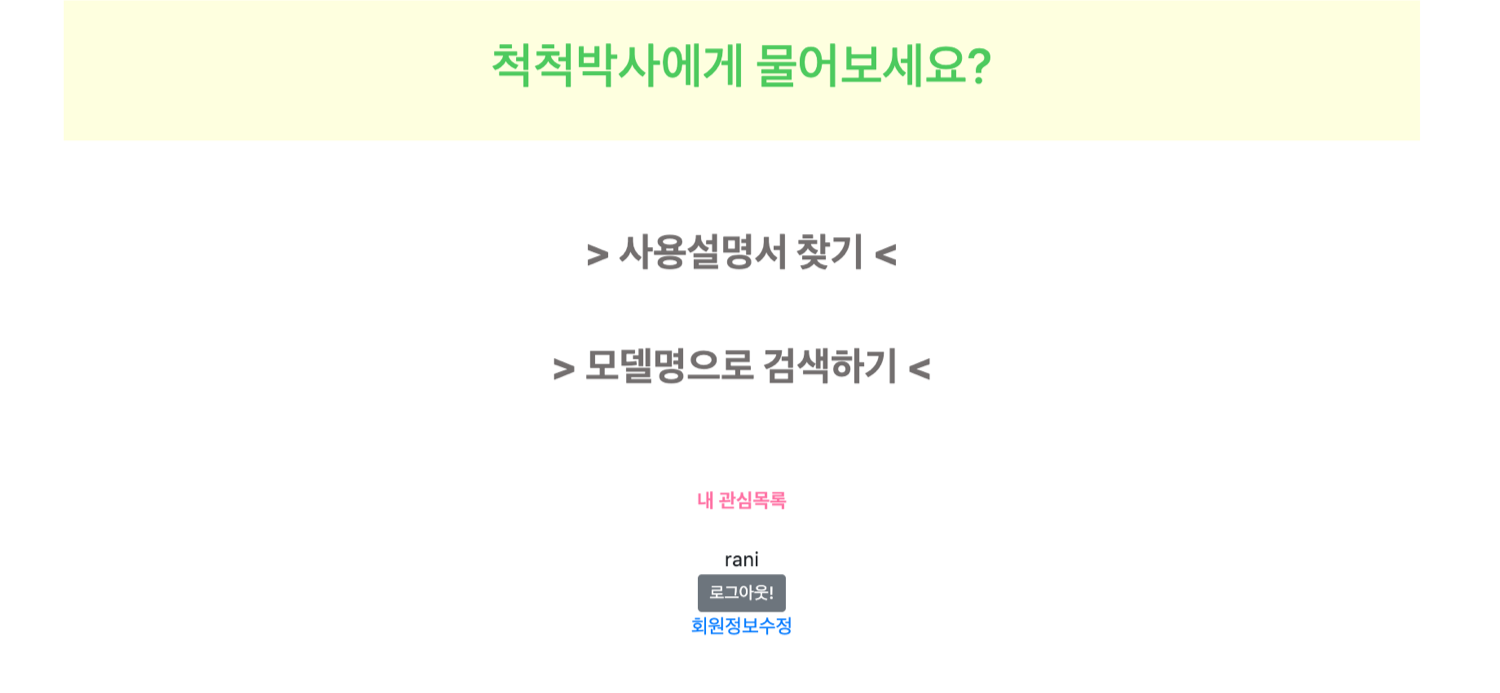 척척박사에게 물어보세요?
> 사용설명서 찾기 <
> 모델명으로 검색하기 <
내 관심목록
rani
로그아웃!
회원정보수정